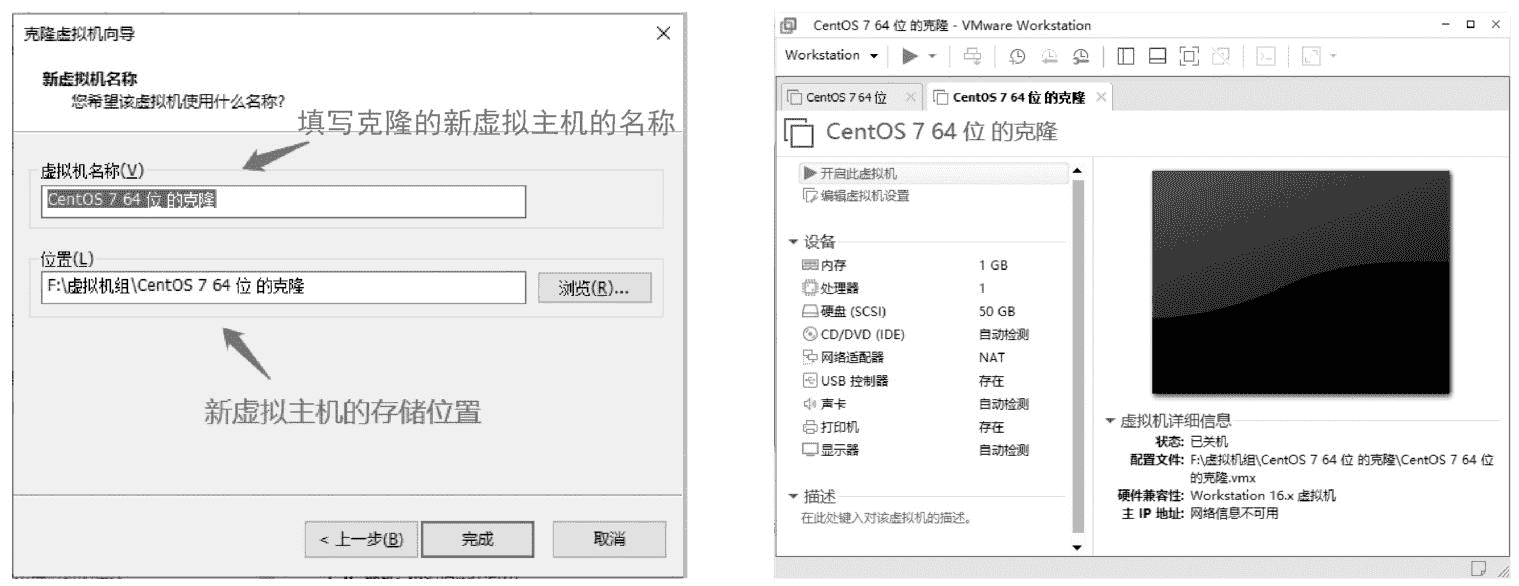 克隆虚拟机向导
新虚拟机名称
您希望该虚拟机使用什么名称?
填写克隆的新虚拟主机的名称
虚拟机名称(V)
CentOS 7 64 位 的克隆
位置(L)
F:\虚拟机组\CentOS 7 64 位 的克隆
浏览(R)...
新虚拟主机的存储位置
< 上一步(B)
完成
取消
CentOS 7 64 位 的克隆 - VMware Workstation
Workstation
CentOS 7 64 位
CentOS 7 64 位 的克隆
CentOS 7 64 位 的克隆
开启此虚拟机
编辑虚拟机设置
设备
内存 1 GB
处理器 1
硬盘 (SCSI) 50 GB
CD/DVD (IDE) 自动检测
网络适配器 NAT
USB 控制器 存在
声卡 自动检测
打印机 存在
显示器 自动检测
描述
在此处键入对该虚拟机的描述。
虚拟机详细信息
状态: 已关机
配置文件: F:\虚拟机组\CentOS 7 64 位 的克隆\CentOS 7 64 位
的克隆.vmx
硬件兼容性: Workstation 16.x 虚拟机
主 IP 地址: 网络信息不可用